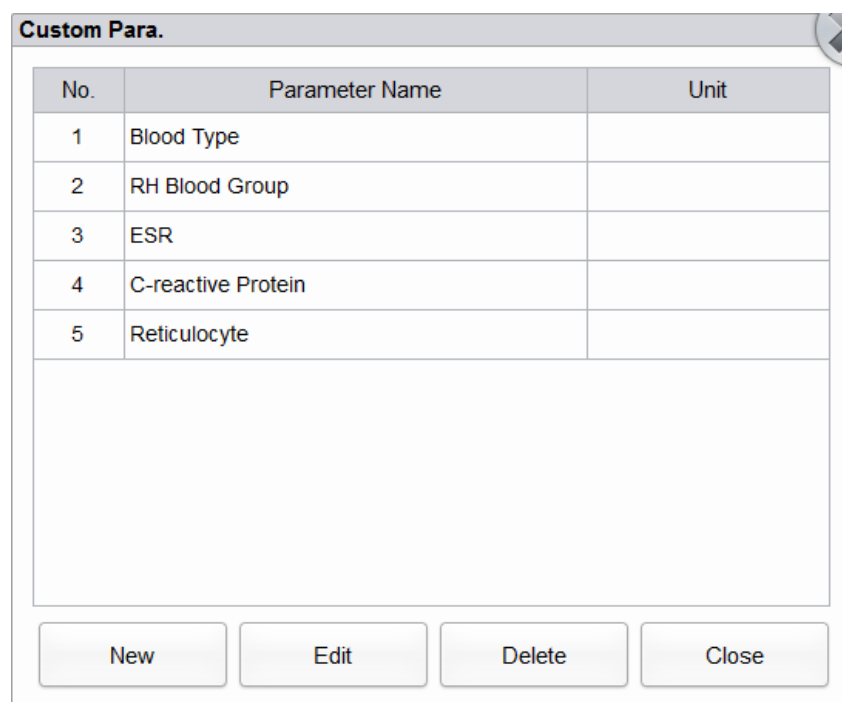 Custom Para.
No. Parameter Name Unit
1 Blood Type
2 RH Blood Group
3 ESR
4 C-reactive Protein
5 Reticulocyte
New Edit Delete Close